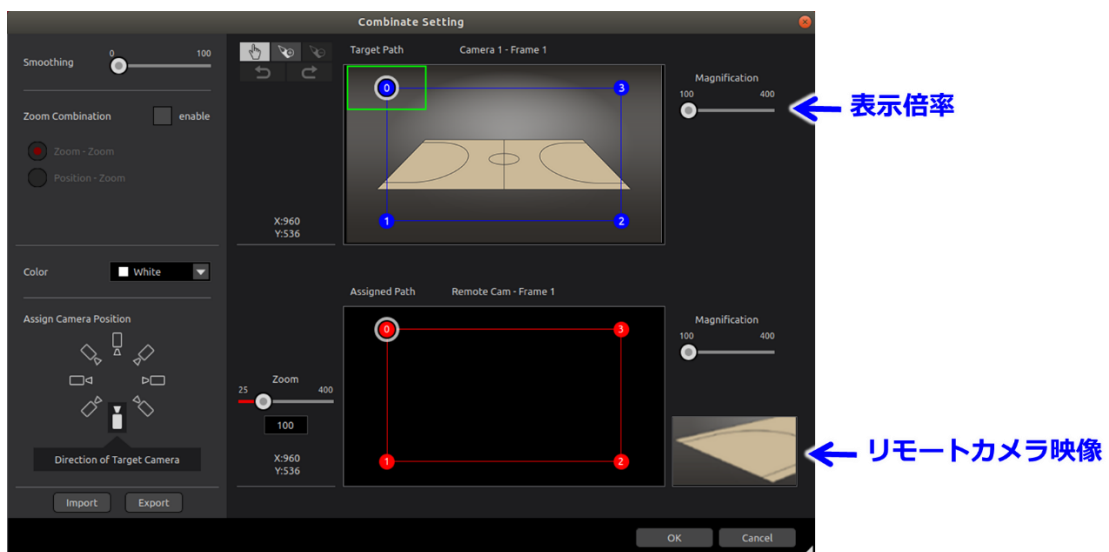 Combinate Setting
Smoothing
0
100
Zoom Combination
enable
Zoom - Zoom
Position - Zoom
Color
White
Assign Camera Position
Direction of Target Camera
Import
Export
X:960
Y:536
Target Path
Camera 1 - Frame 1
0
3
1
2
Magnification
100
400
表示倍率
Assigned Path
Remote Cam - Frame 1
0
3
1
2
Zoom
25
400
100
X:960
Y:536
Magnification
100
400
リモートカメラ映像
OK
Cancel